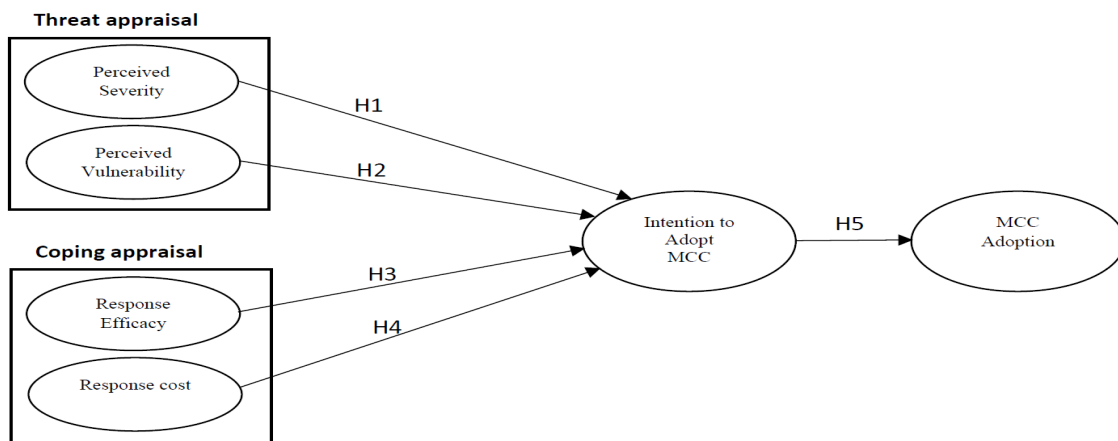 Threat appraisal
Perceived
Severity
Perceived
Vulnerability
H1
H2
Coping appraisal
Response
Efficacy
Response cost
H3
H4
Intention to
Adopt
MCC
H5
MCC
Adoption